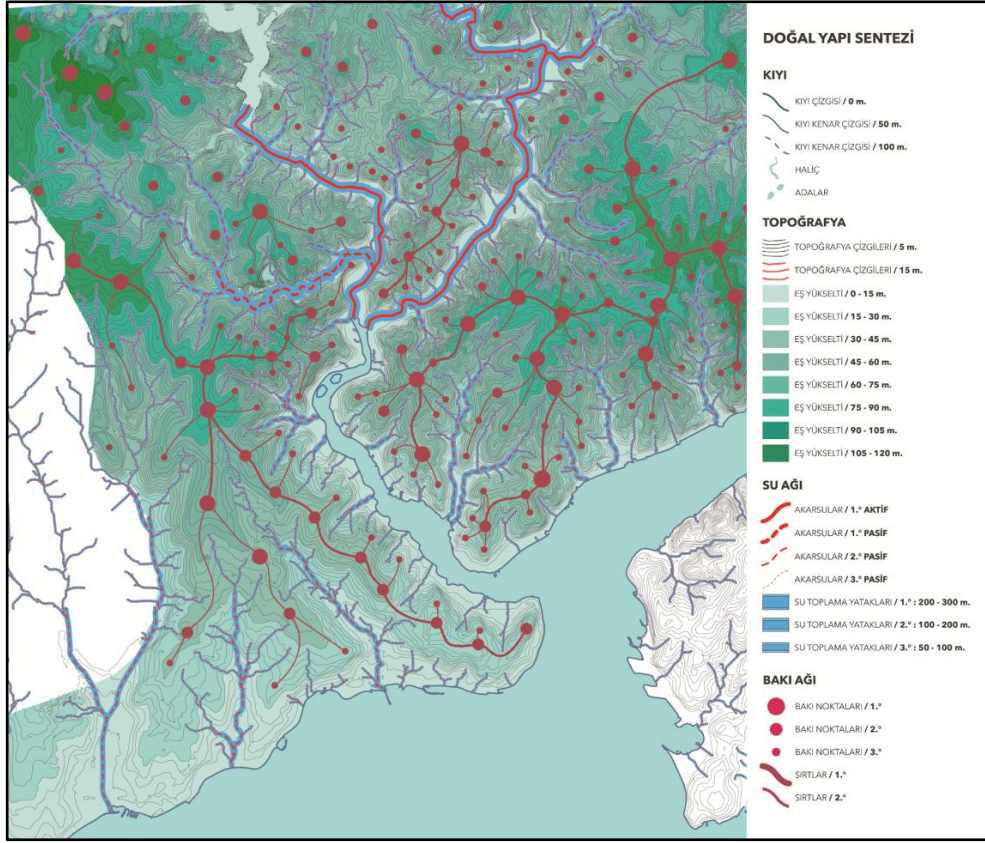 DOĞAL YAPI SENTEZİ
KIYI
KIYI ÇİZGİSİ / 0 m.
KIYI KENAR ÇİZGİSİ / 50 m.
KIYI KENAR ÇİZGİSİ / 100 m.
HALİÇ
ADALAR
TOPOĞRAFYA
TOPOĞRAFYA ÇİZGİLERİ / 5 m.
TOPOĞRAFYA ÇİZGİLERİ / 15 m.
EŞ YÜKSELTİ / 0 - 15 m.
EŞ YÜKSELTİ / 15 - 30 m.
EŞ YÜKSELTİ / 30 - 45 m.
EŞ YÜKSELTİ / 45 - 60 m.
EŞ YÜKSELTİ / 60 - 75 m.
EŞ YÜKSELTİ / 75 - 90 m.
EŞ YÜKSELTİ / 90 - 105 m.
EŞ YÜKSELTİ / 105 - 120 m.
SU AĞI
AKARSULAR / 1.º AKTİF
AKARSULAR / 1.º PASİF
AKARSULAR / 2.º PASİF
AKARSULAR / 3.º PASİF
SU TOPLAMA YATAKLARI / 1.º : 200 - 300 m.
SU TOPLAMA YATAKLARI / 2.º : 100 - 200 m.
SU TOPLAMA YATAKLARI / 3.º : 50 - 100 m.
BAKI AĞI
BAKI NOKTALARI / 1.º
BAKI NOKTALARI / 2.º
BAKI NOKTALARI / 3.º
SIRTLAR / 1.º
SIRTLAR / 2.º